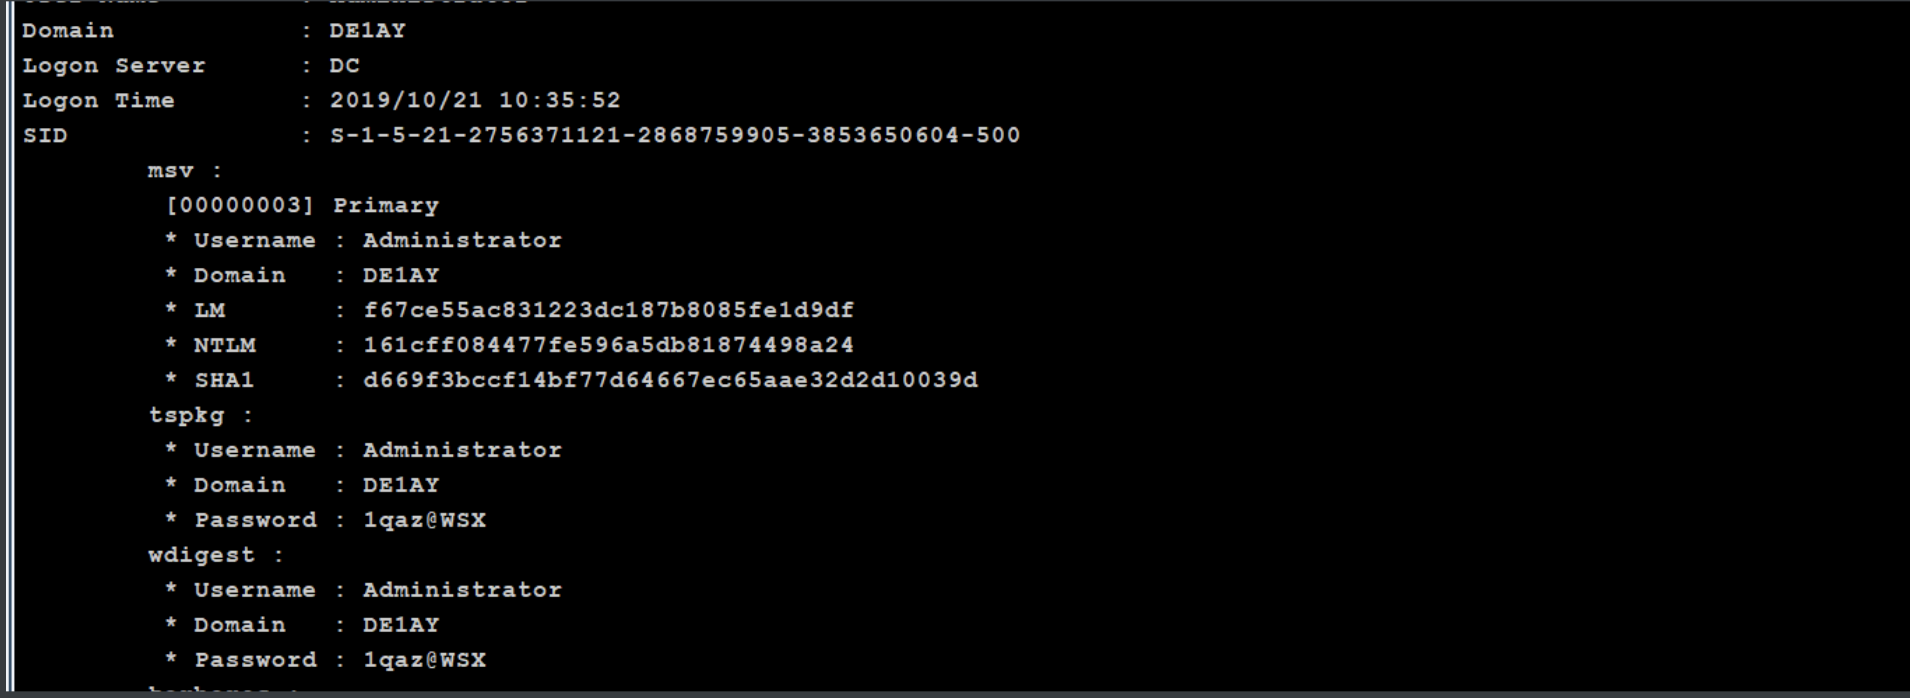 Domain            : DE1AY
Logon Server      : DC
Logon Time        : 2019/10/21 10:35:52
SID               : S-1-5-21-2756371121-2868759905-3853650604-500
        msv :
         [00000003] Primary
         * Username : Administrator
         * Domain   : DE1AY
         * LM       : f67ce55ac831223dc187b8085fe1d9df
         * NTLM     : 161cff084477fe596a5db81874498a24
         * SHA1     : d669f3bccf14bf77d64667ec65aae32d2d10039d
        tspkg :
         * Username : Administrator
         * Domain   : DE1AY
         * Password : 1qaz@WSX
        wdigest :
         * Username : Administrator
         * Domain   : DE1AY
         * Password : 1qaz@WSX